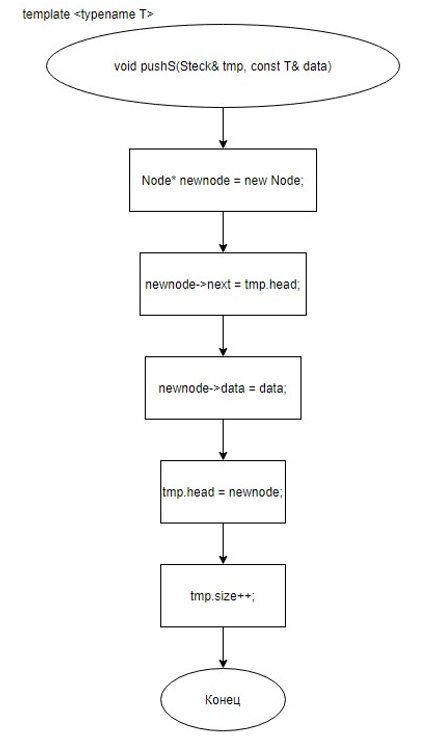 template <typename T>
void pushS(Steck& tmp, const T& data)
Node* newnode = new Node;
newnode->next = tmp.head;
newnode->data = data;
tmp.head = newnode;
tmp.size++;
Конец